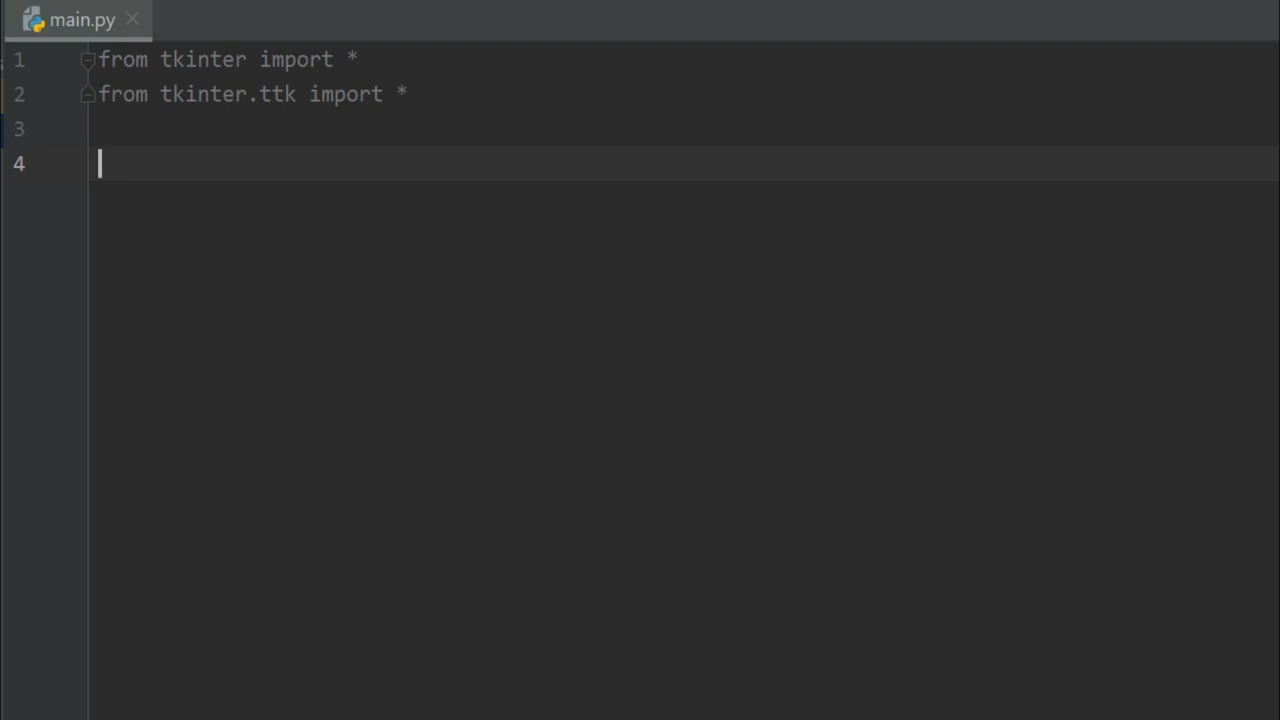 main.py
1 from tkinter import *
2 from tkinter.ttk import *
3
4